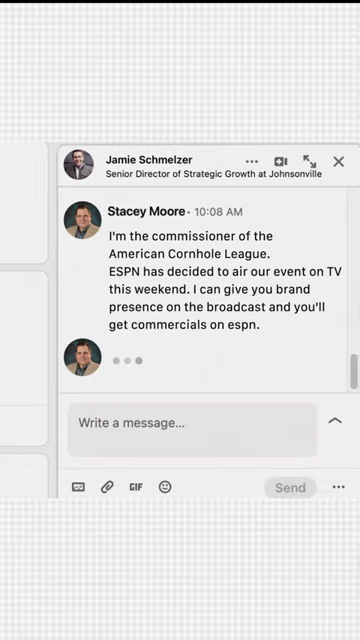 Jamie Schmelzer
Senior Director of Strategic Growth at Johnsonville
Stacey Moore • 10:08 AM
I'm the commissioner of the
American Cornhole League.
ESPN has decided to air our event on TV
this weekend. I can give you brand
presence on the broadcast and you'll
get commercials on espn.
Write a message...
GIF
Send